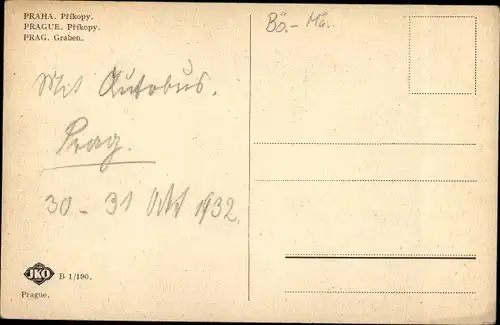 PRAHA. Příkopy.
PRAGUE. Příkopy.
PRAG. Graben.
Bö.- Mä.
Mit Autobus.
Prag.
30 - 31 Okt 1932.
JKO
B 1/190.
Prague.